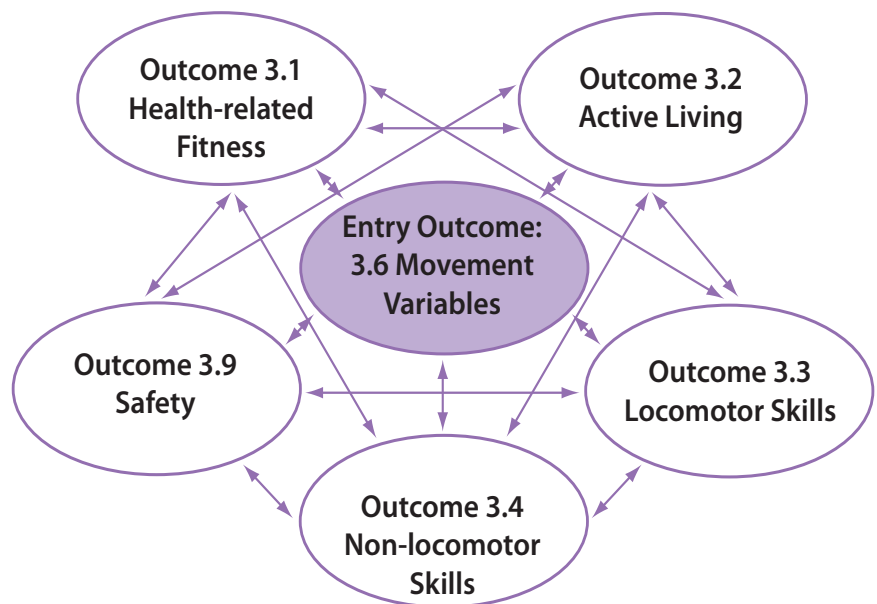 Outcome 3.1
Health-related
Fitness
Outcome 3.2
Active Living
Entry Outcome:
3.6 Movement
Variables
Outcome 3.9
Safety
Outcome 3.3
Locomotor Skills
Outcome 3.4
Non-locomotor
Skills